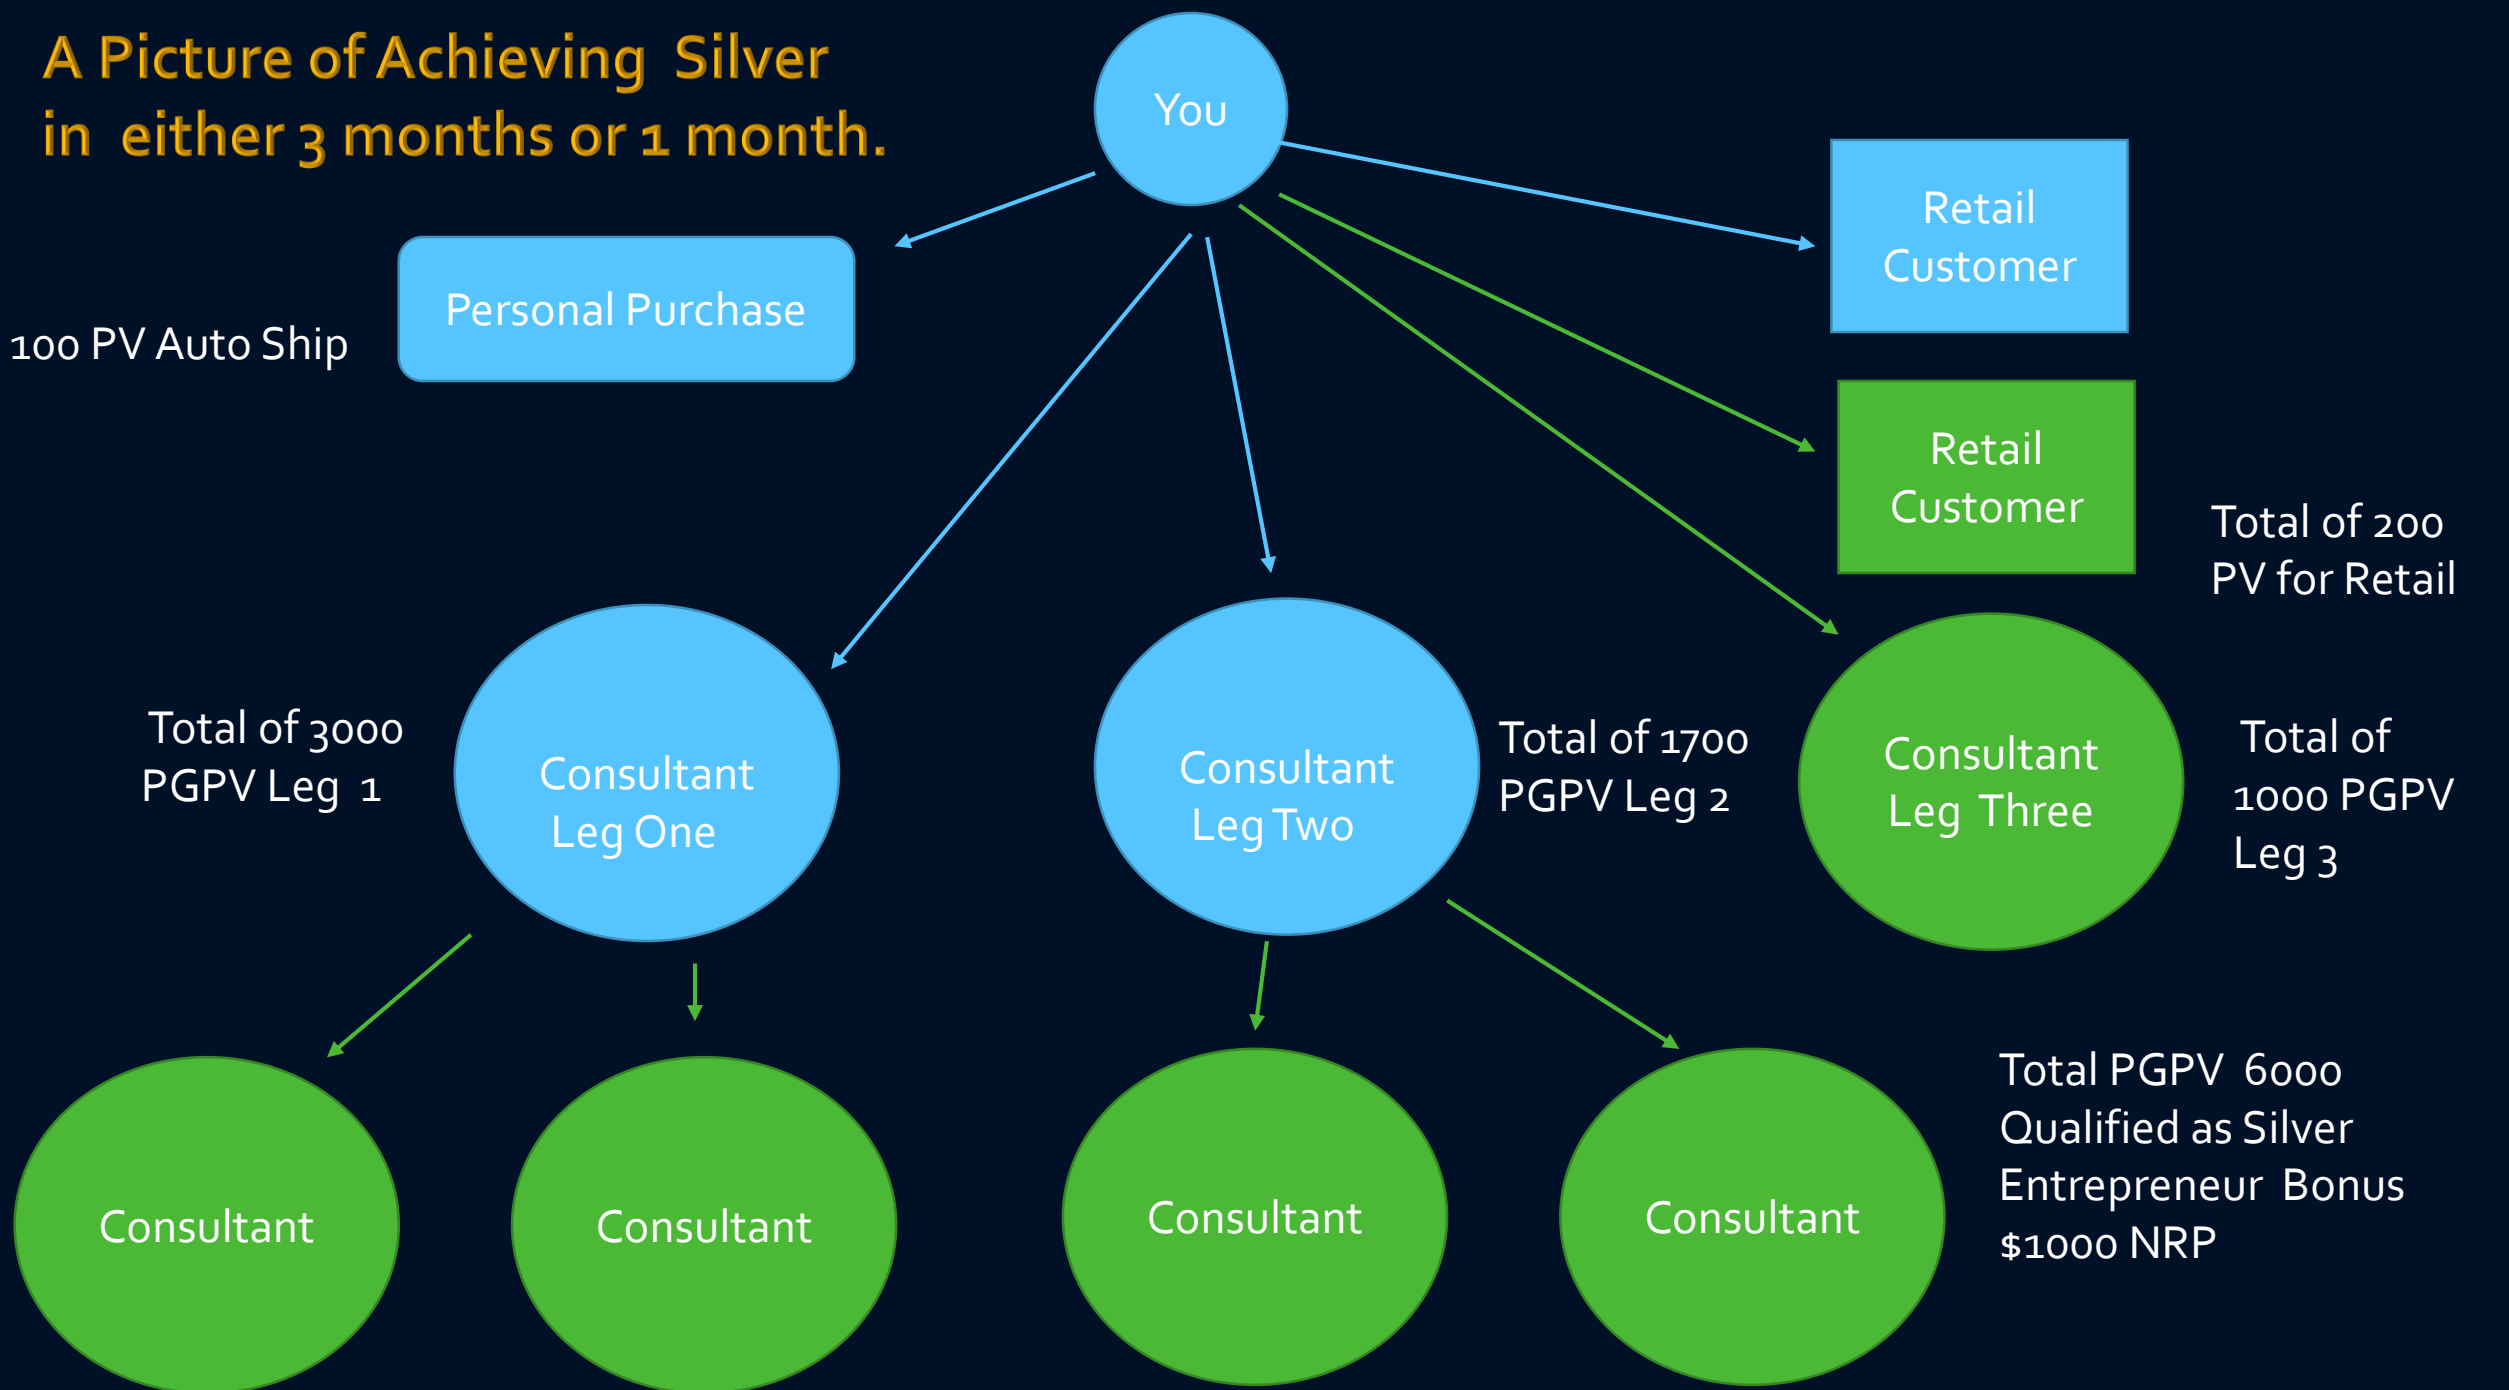 A Picture of Achieving Silver
in either 3 months or 1 month.
You
Retail
Customer
Personal Purchase
100 PV Auto Ship
Retail
Customer
Total of 200
PV for Retail
Total of 3000
PGPV Leg 1
Consultant
Leg One
Consultant
Leg Two
Total of 1700
PGPV Leg 2
Consultant
Leg Three
Total of
1000 PGPV
Leg 3
Consultant
Consultant
Consultant
Consultant
Total PGPV 6000
Qualified as Silver
Entrepreneur Bonus
$1000 NRP